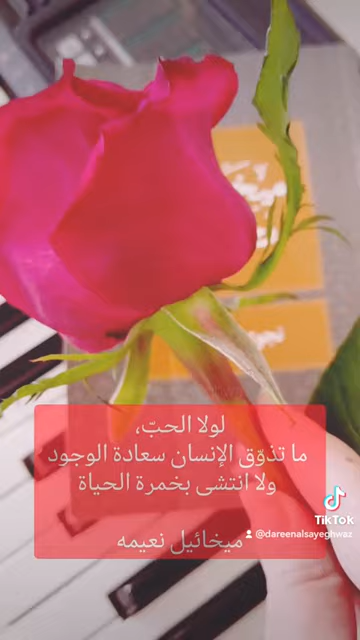 لولا الحبّ،
ما تذوّق الإنسان سعادة الوجود
ولا انتشى بخمرة الحياة
ميخائيل نعيمه
TikTok
@dareenalsayeghwaz